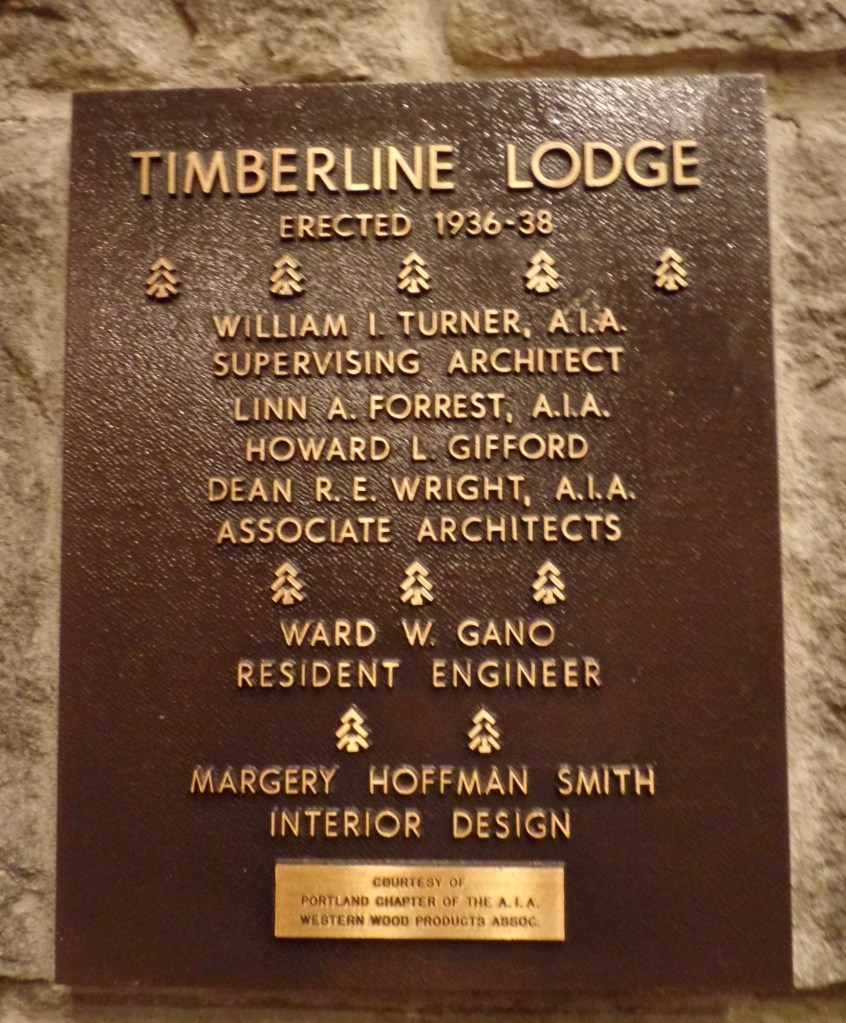 TIMBERLINE LODGE
ERECTED 1936-38
WILLIAM I. TURNER, A.I.A.
SUPERVISING ARCHITECT
LINN A. FORREST, A.I.A.
HOWARD L. GIFFORD
DEAN R. E. WRIGHT, A.I.A.
ASSOCIATE ARCHITECTS
WARD W. GANO
RESIDENT ENGINEER
MARGERY HOFFMAN SMITH
INTERIOR DESIGN
COURTESY OF
PORTLAND CHAPTER OF THE A.I.A.
WESTERN WOOD PRODUCTS ASSOC.